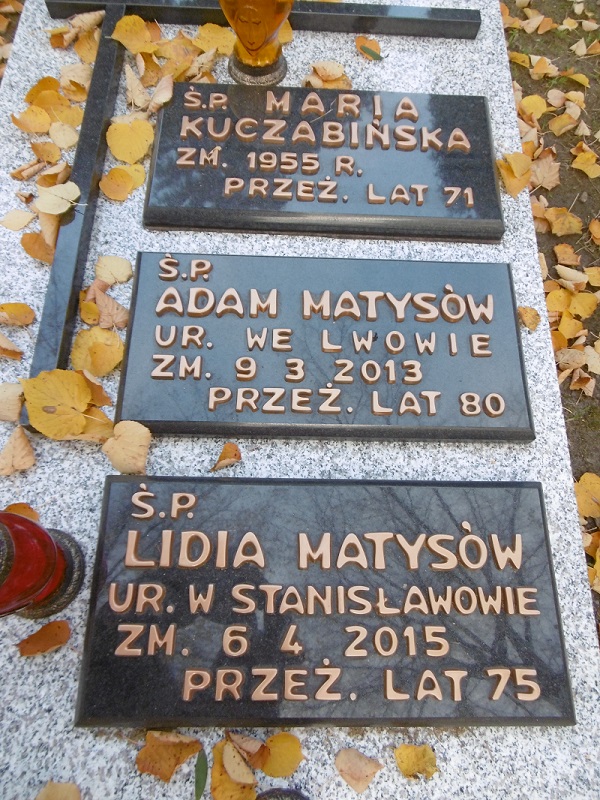 Ś.P. MARIA
KUCZABIŃSKA
ZM. 1955 R.
PRZEŻ. LAT 71
Ś.P.
ADAM MATYSÒW
UR. WE LWOWIE
ZM. 9 3 2013
PRZEŻ. LAT 80
Ś.P.
LIDIA MATYSÒW
UR. W STANISŁAWOWIE
ZM. 6 4 2015
PRZEŻ. LAT 75